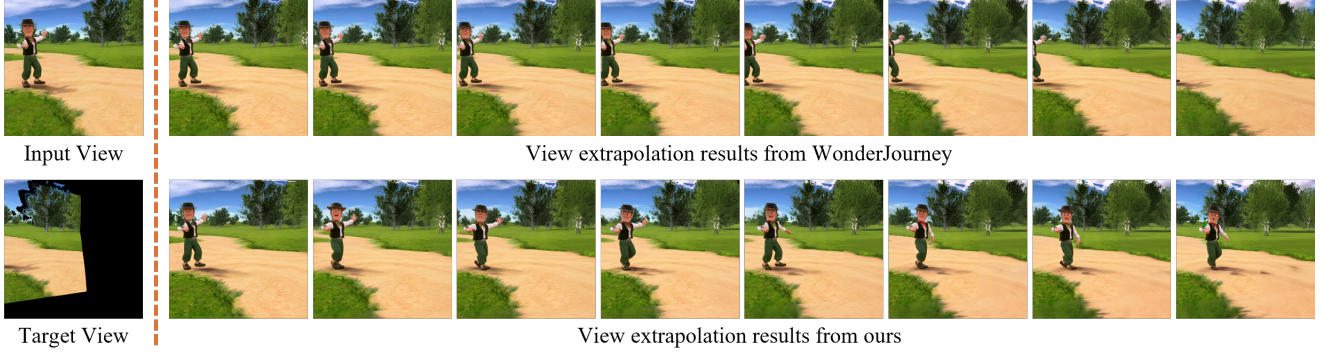 Input View
View extrapolation results from WonderJourney
Target View
View extrapolation results from ours